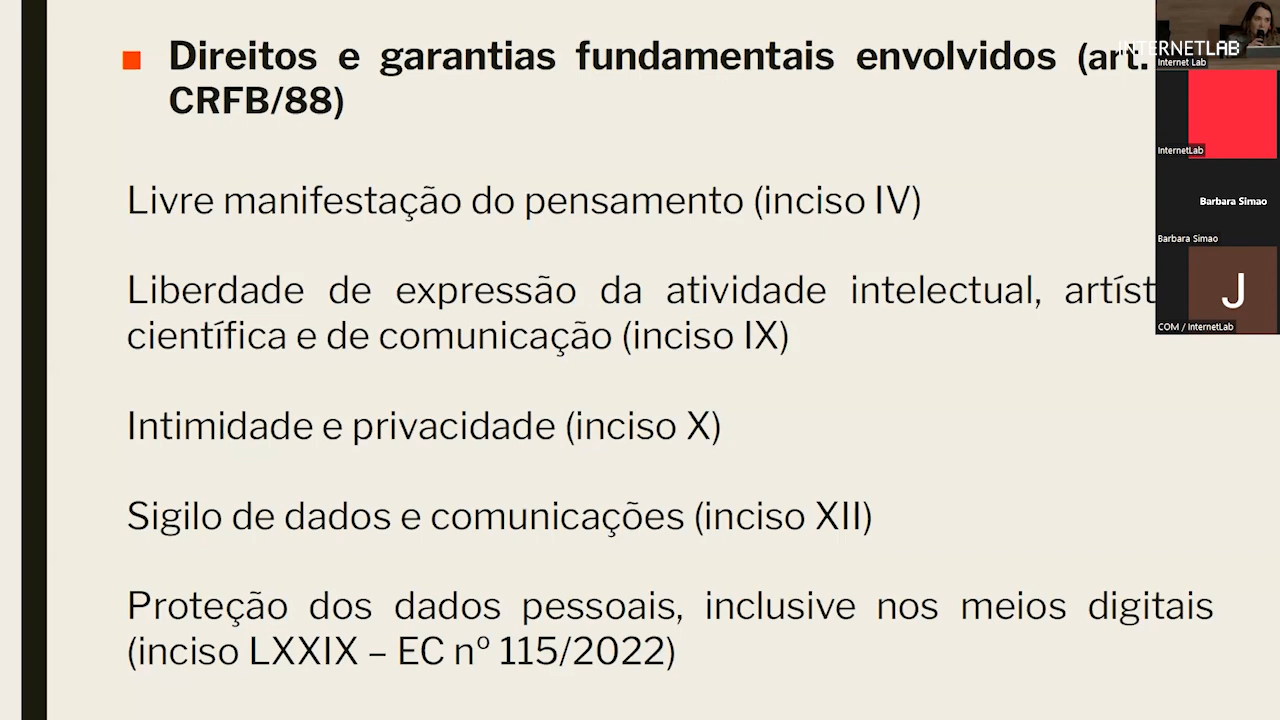 Direitos e garantias fundamentais envolvidos (art.
CRFB/88)
Livre manifestação do pensamento (inciso IV)
Liberdade de expressão da atividade intelectual, artíst
científica e de comunicação (inciso IX)
Intimidade e privacidade (inciso X)
Sigilo de dados e comunicações (inciso XII)
Proteção dos dados pessoais, inclusive nos meios digitais
(inciso LXXIX – EC nº 115/2022)
INTERNETLAB
Internet Lab
InternetLab
Barbara Simao
Barbara Simao
J
COM / InternetLab